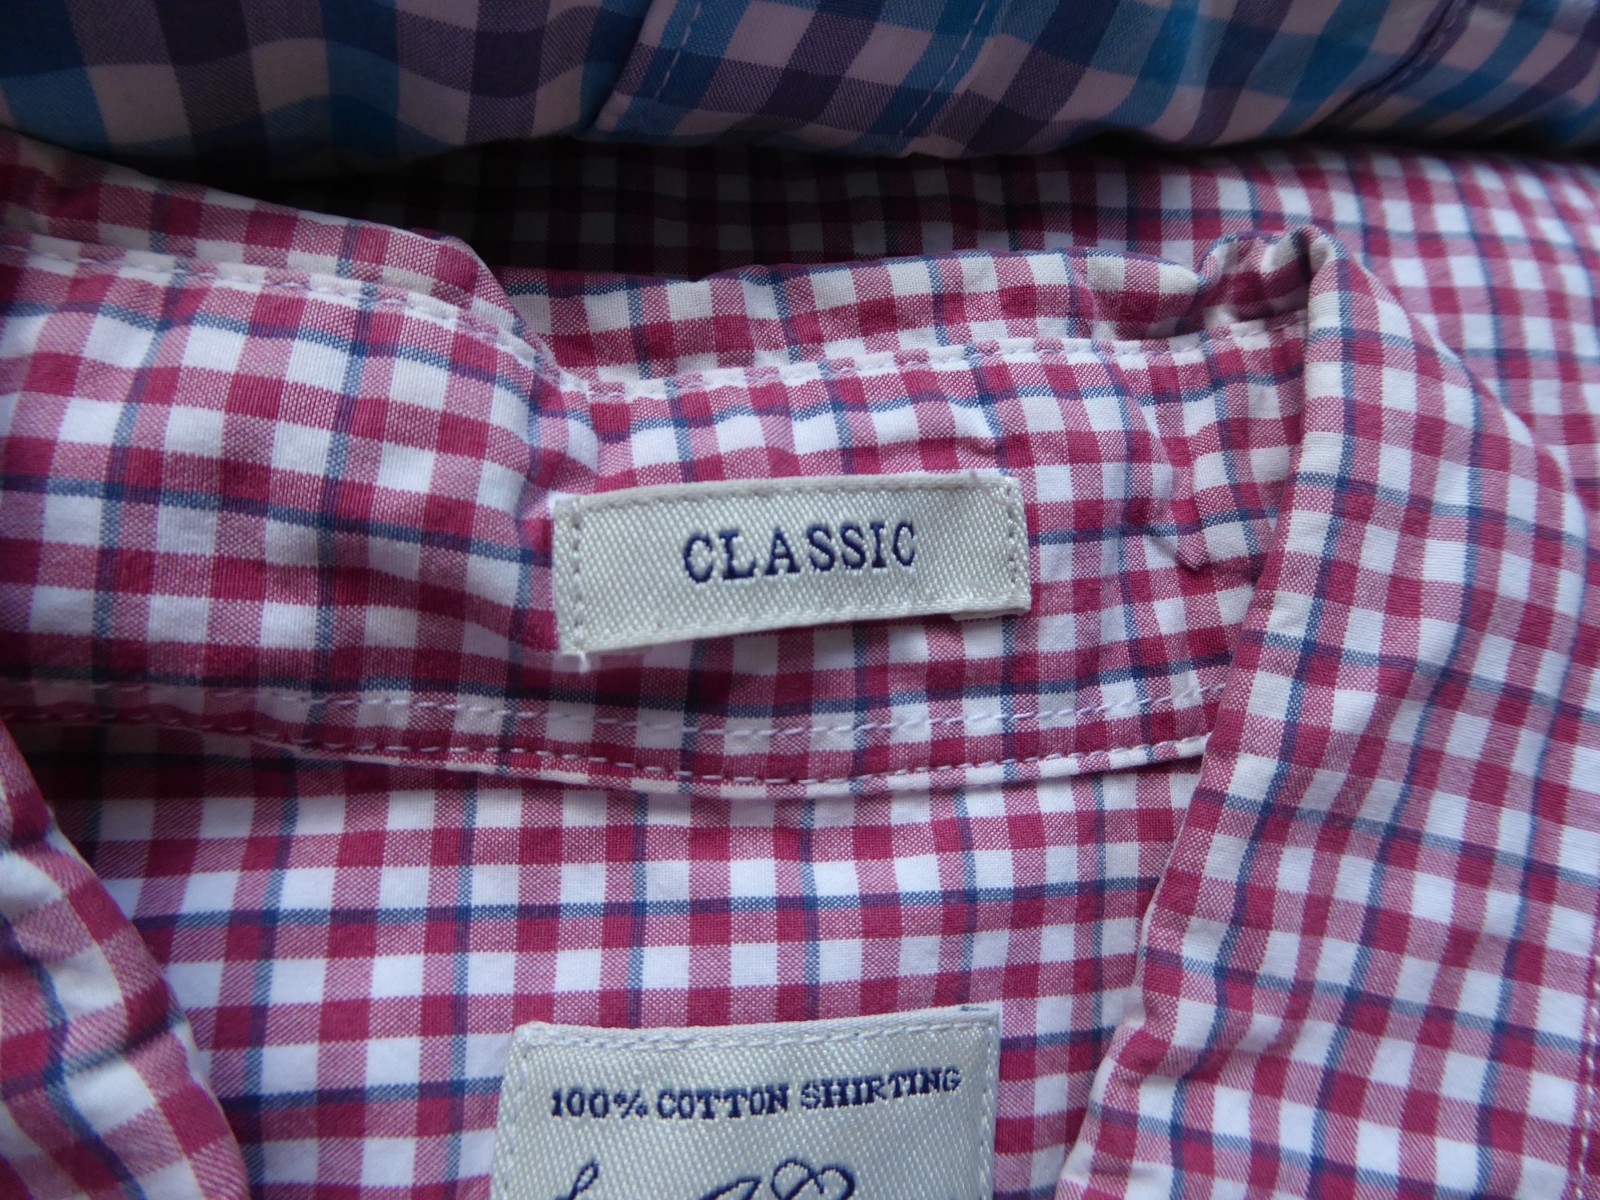 CLASSIC
100% COTTON SHIRTING